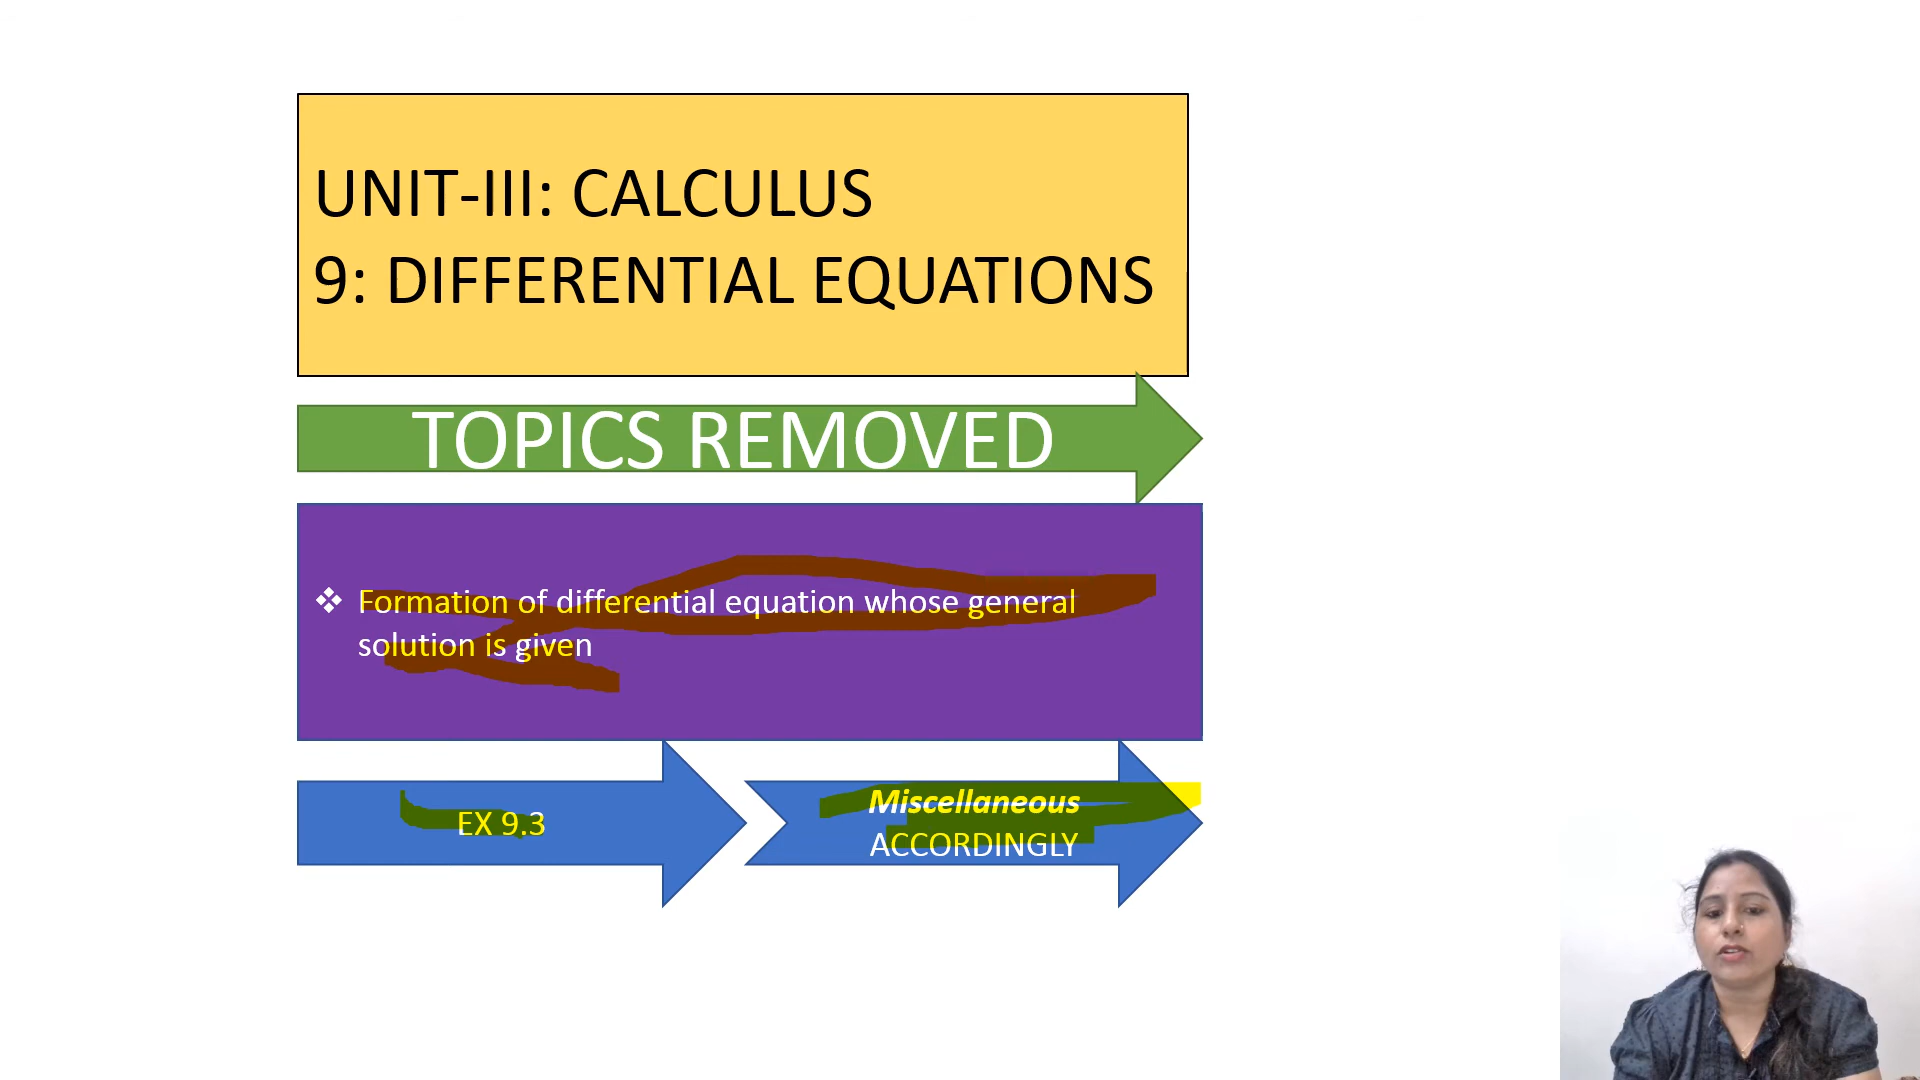 UNIT-III: CALCULUS
9: DIFFERENTIAL EQUATIONS
TOPICS REMOVED
❖ Formation of differential equation whose general
solution is given
EX 9.3
Miscellaneous
ACCORDINGLY